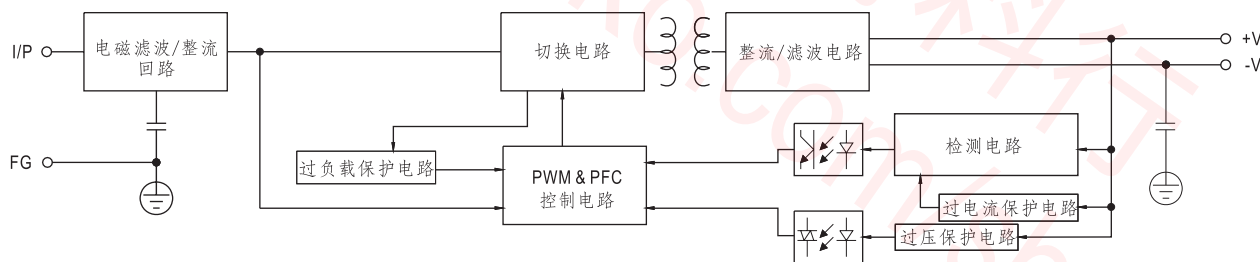 I/P
电磁滤波/整流
回路
切换电路
整流/滤波电路
+V
-V
FG
过负载保护电路
PWM & PFC
控制电路
检测电路
过电流保护电路
过压保护电路